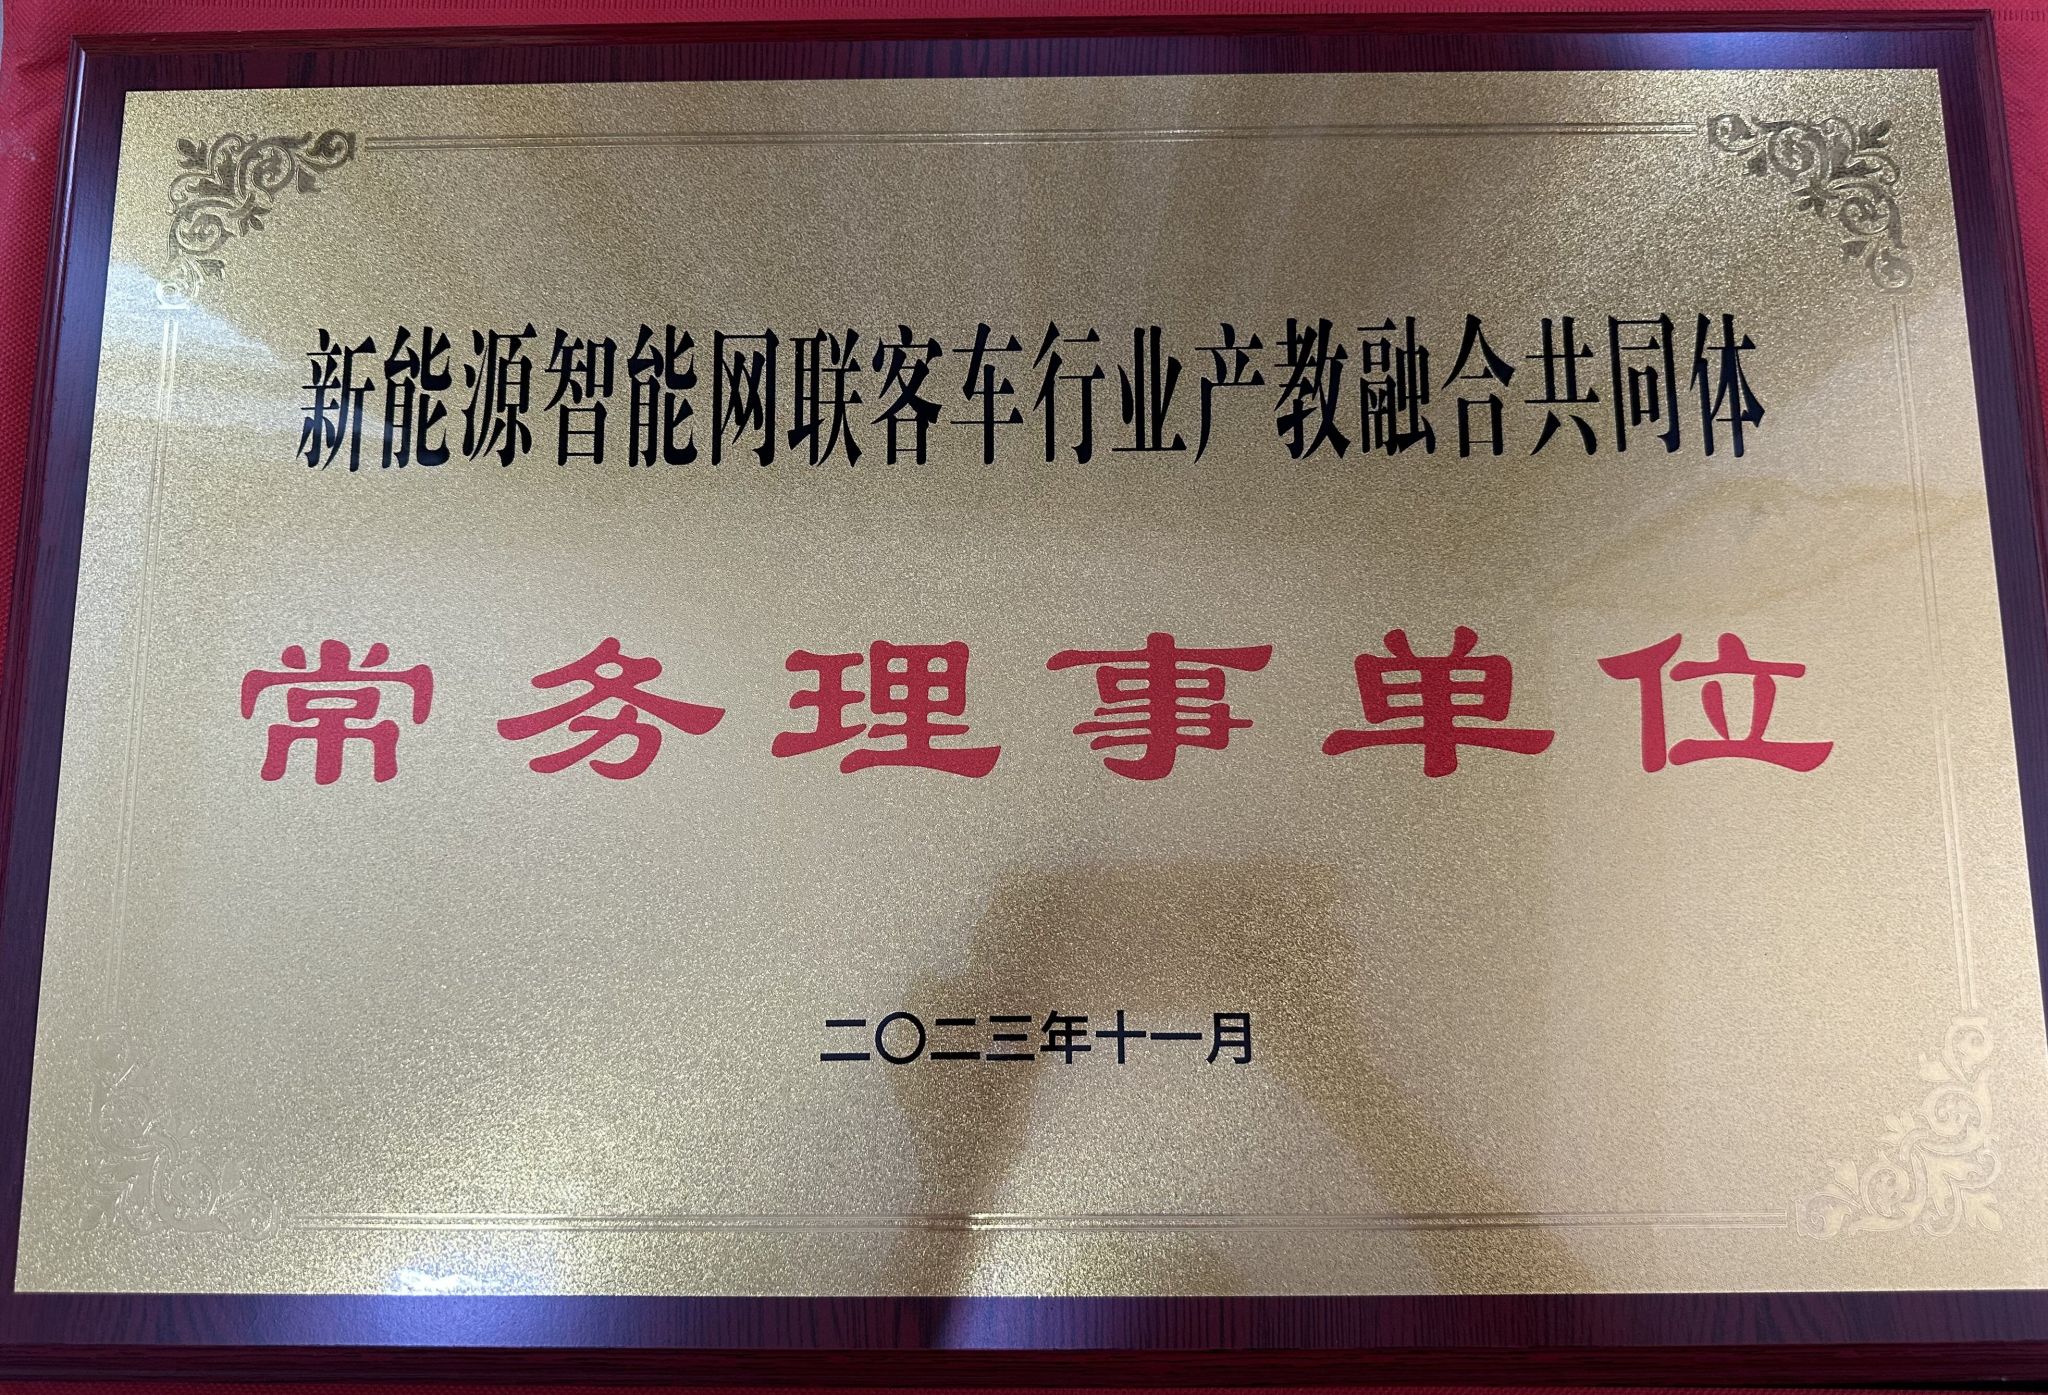 新能源智能网联客车行业产教融合共同体
常务理事单位
二〇二三年十一月